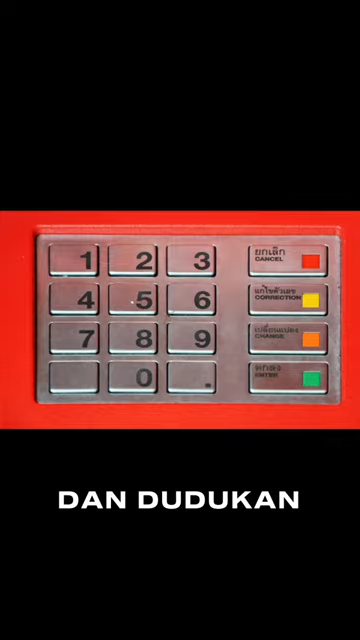 1 2 3 ยกเลิก
CANCEL
4 5 6 แก้ไขตัวเลข
CORRECTION
7 8 9 เปลี่ยนแปลง
CHANGE
0 . ตกลง
ENTER
DAN DUDUKAN